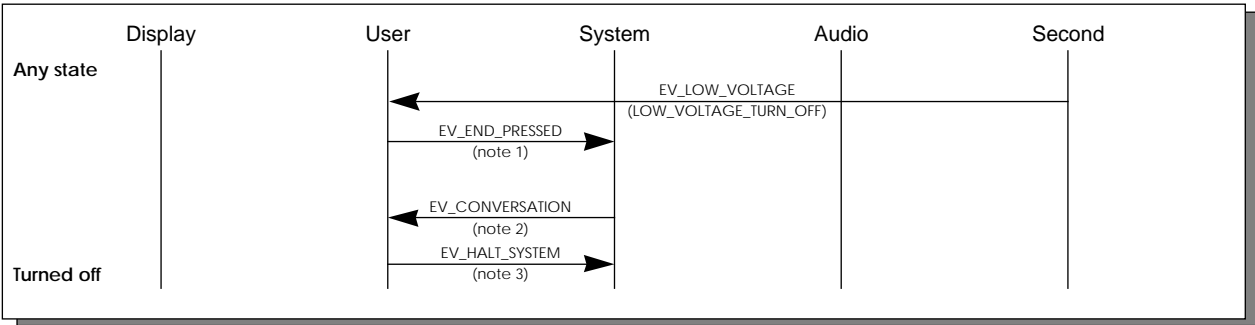 Display User System Audio Second
Any state
EV_LOW_VOLTAGE
(LOW_VOLTAGE_TURN_OFF)
EV_END_PRESSED
(note 1)
EV_CONVERSATION
(note 2)
EV_HALT_SYSTEM
(note 3)
Turned off